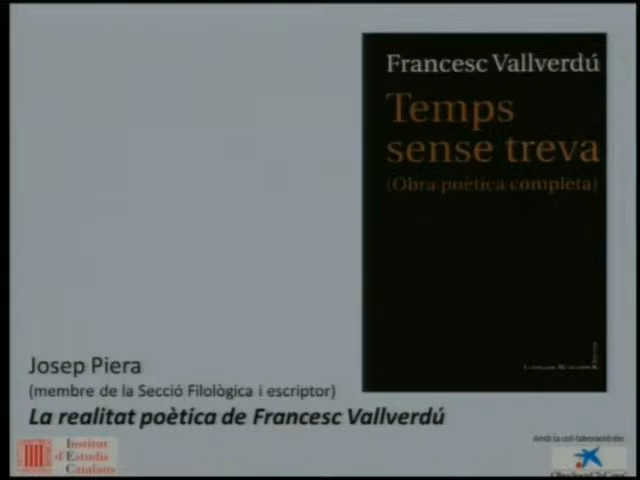 Francesc Vallverdú
Temps
sense treva
(Obra poètica completa)
Josep Piera
(membre de la Secció Filològica i escriptor)
La realitat poètica de Francesc Vallverdú
Institut
d'Estudis
Catalans
Amb la col·laboració de: